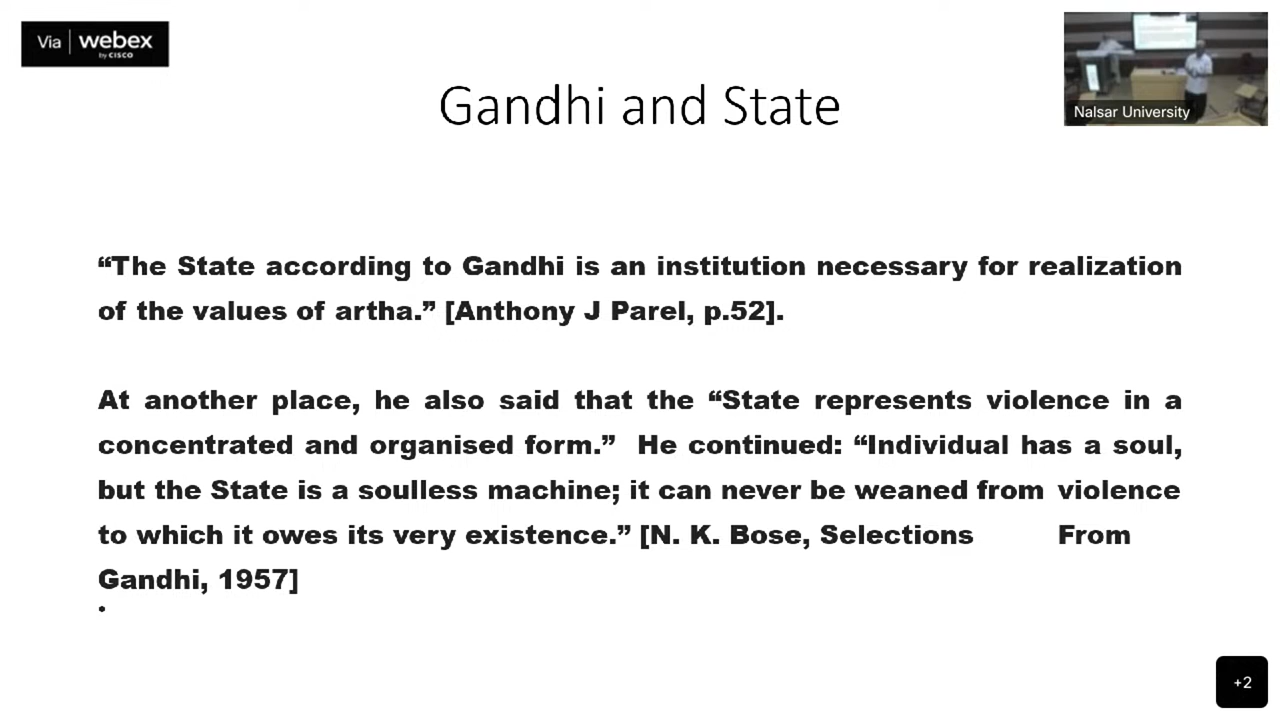 Via webex
by CISCO
Nalsar University
Gandhi and State
“The State according to Gandhi is an institution necessary for realization
of the values of artha.” [Anthony J Parel, p.52].
At another place, he also said that the “State represents violence in a
concentrated and organised form.” He continued: “Individual has a soul,
but the State is a soulless machine; it can never be weaned from violence
to which it owes its very existence.” [N. K. Bose, Selections From
Gandhi, 1957]
+2